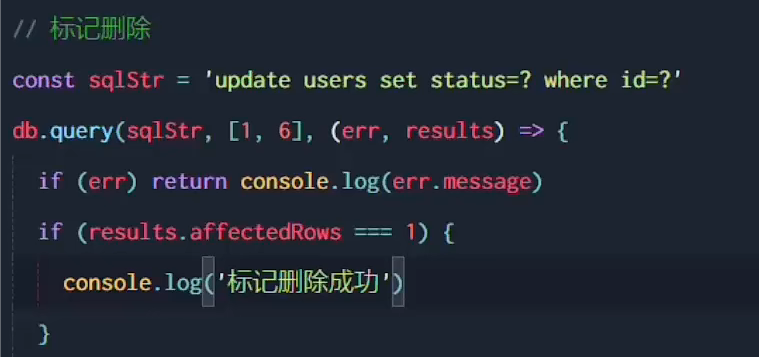 // 标记删除
const sqlStr = 'update users set status=? where id=?'
db.query(sqlStr, [1, 6], (err, results) => {
if (err) return console.log(err.message)
if (results.affectedRows === 1) {
console.log('标记删除成功')
}